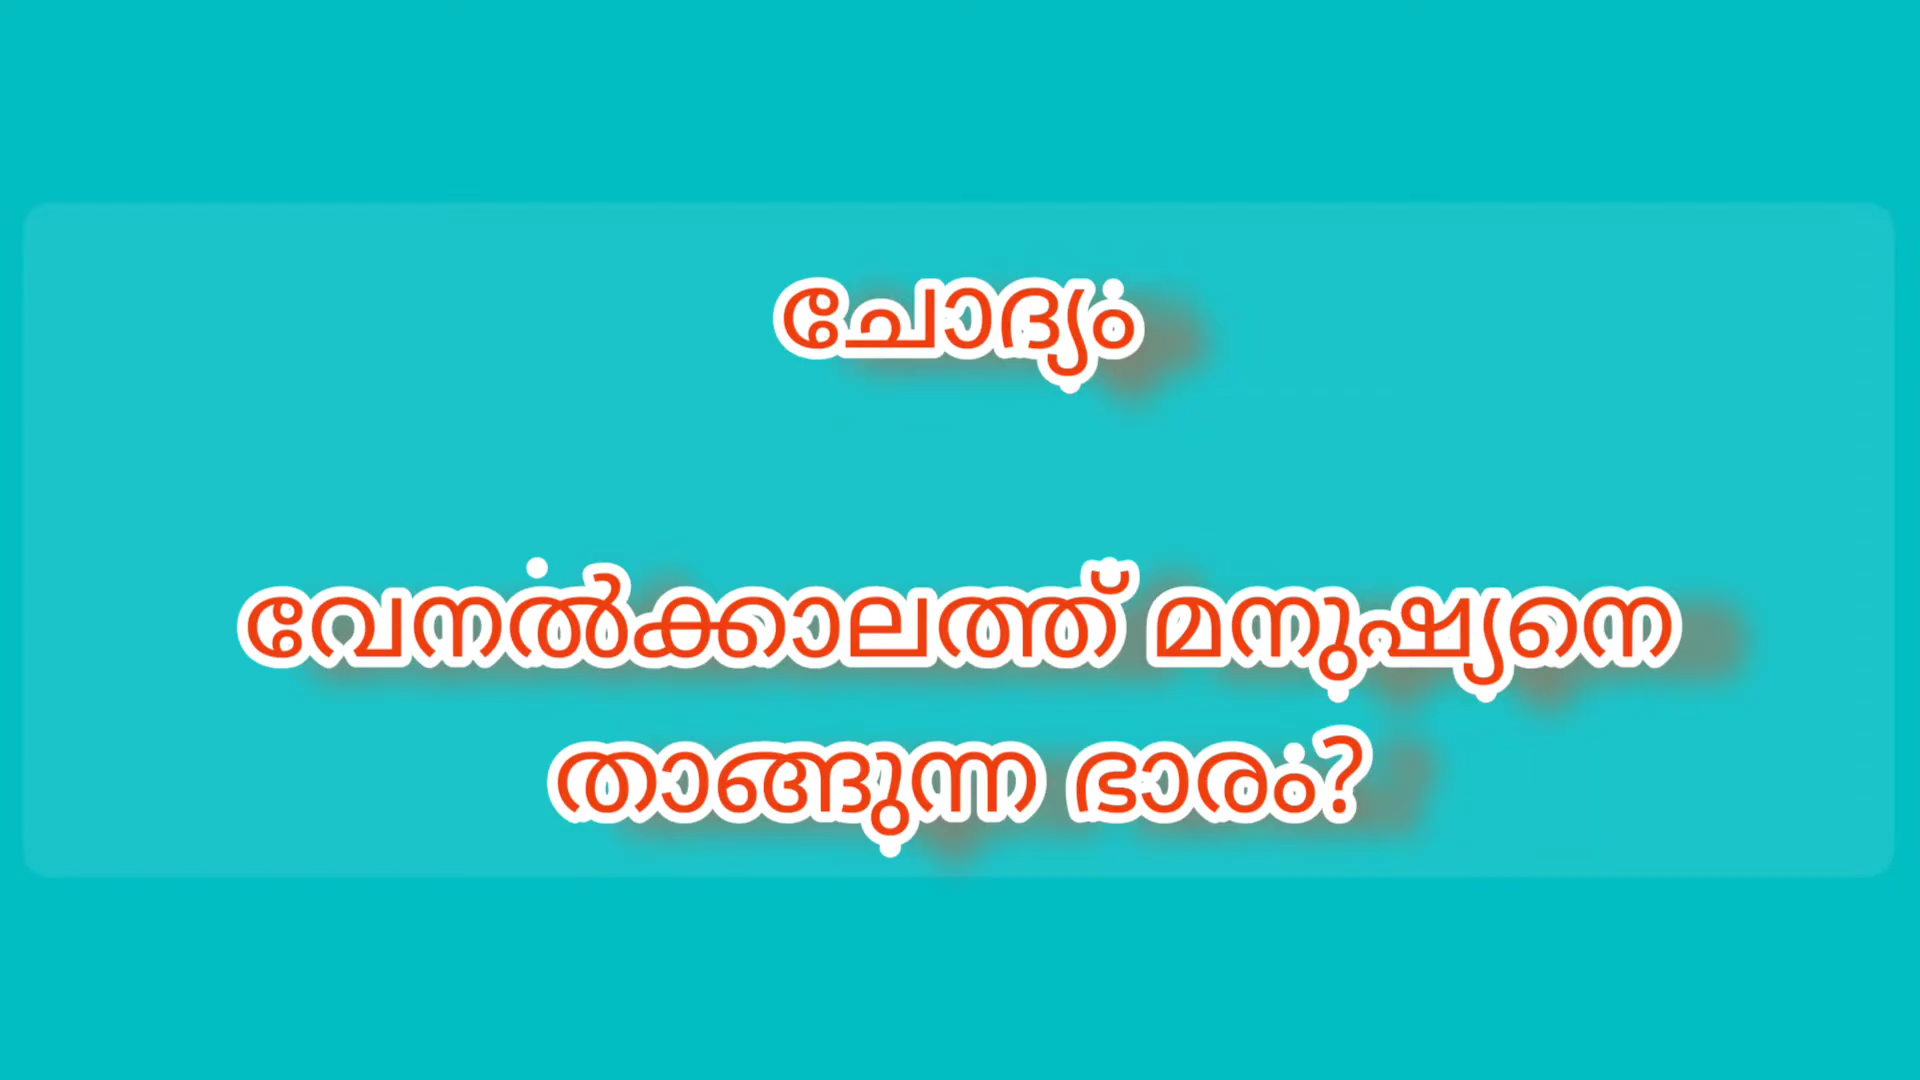 ചോദ്യം
വേനൽക്കാലത്ത് മനുഷ്യനെ
താങ്ങുന്ന ഭാരം?